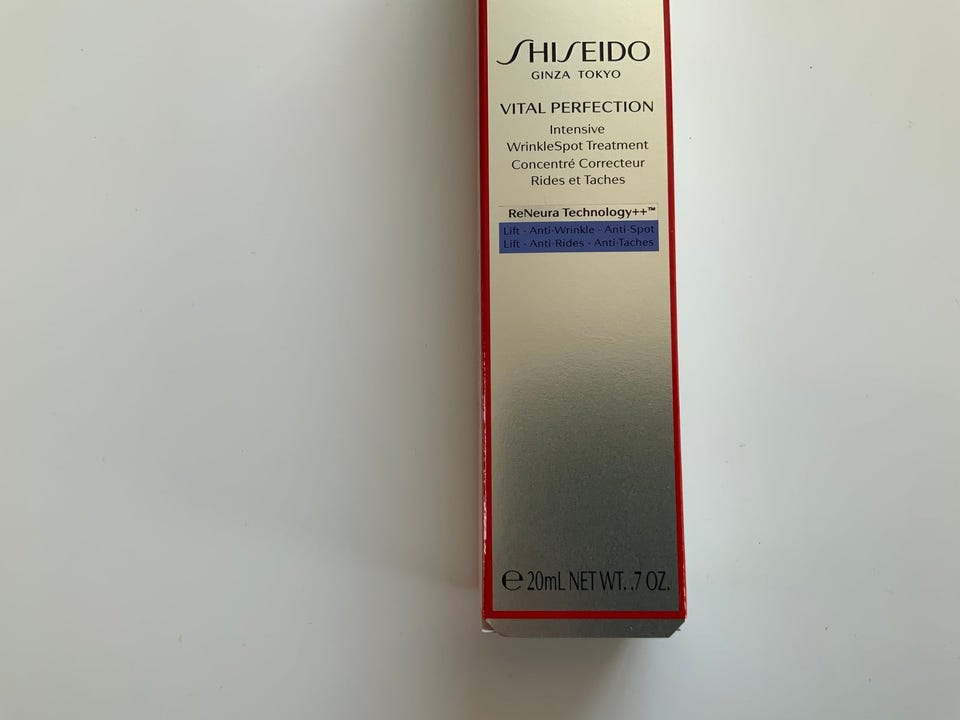 SHISEIDO
GINZA TOKYO
VITAL PERFECTION
Intensive
WrinkleSpot Treatment
Concentré Correcteur
Rides et Taches
ReNeura Technology++™
Lift - Anti-Wrinkle - Anti-Spot
Lift - Anti-Rides - Anti-Taches
℮ 20mL NET WT. .7 OZ.